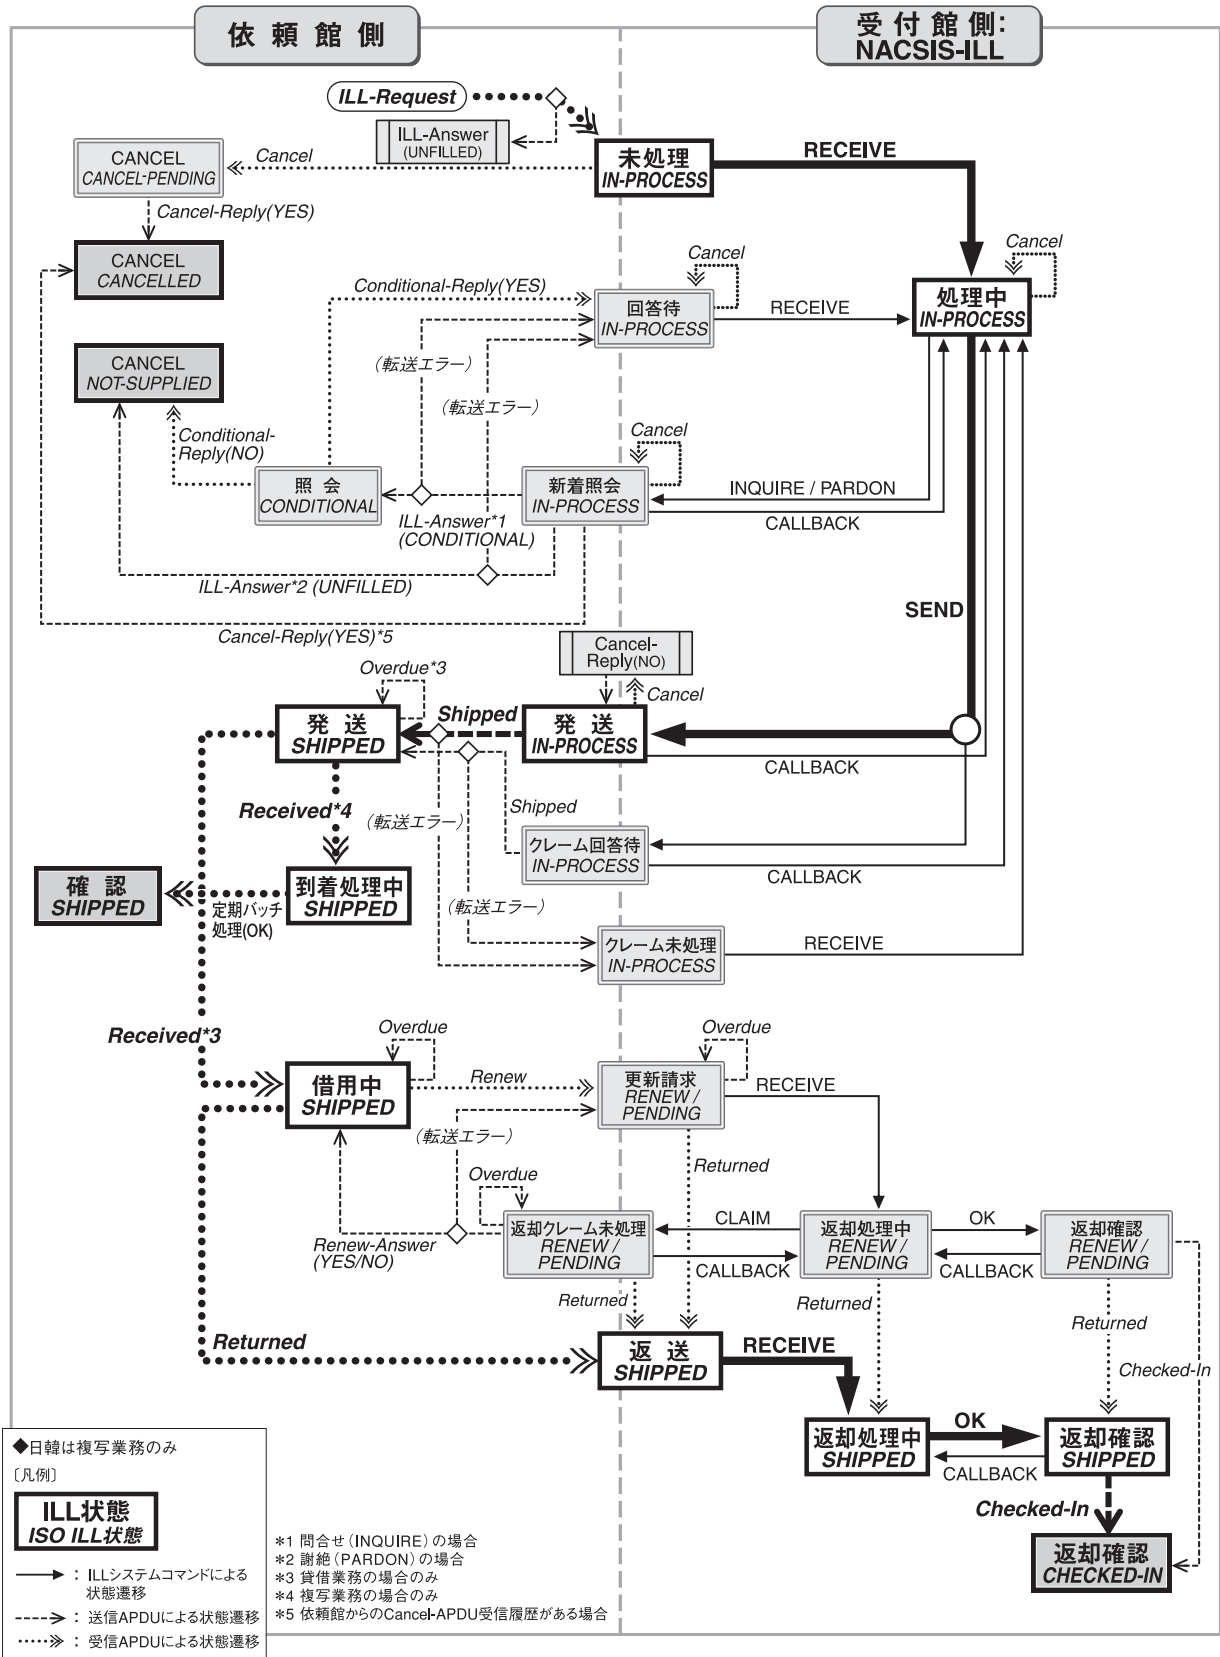 依頼館側
受付館側:
NACSIS-ILL
ILL-Request
ILL-Answer
(UNFILLED)
CANCEL
CANCEL-PENDING
Cancel
未処理
IN-PROCESS
RECEIVE
Cancel-Reply(YES)
CANCEL
CANCELLED
Conditional-Reply(YES)
Cancel
回答待
IN-PROCESS
RECEIVE
Cancel
処理中
IN-PROCESS
(転送エラー)
CANCEL
NOT-SUPPLIED
(転送エラー)
Conditional-
Reply(NO)
Cancel
照会
CONDITIONAL
新着照会
IN-PROCESS
INQUIRE / PARDON
CALLBACK
ILL-Answer*1
(CONDITIONAL)
ILL-Answer*2 (UNFILLED)
SEND
Cancel-Reply(YES)*5
Cancel-
Reply(NO)
Overdue*3
Cancel
発送
SHIPPED
Shipped
発送
IN-PROCESS
CALLBACK
Received*4
(転送エラー)
Shipped
クレーム回答待
IN-PROCESS
CALLBACK
確認
SHIPPED
定期バッチ
処理(OK)
到着処理中
SHIPPED
(転送エラー)
クレーム未処理
IN-PROCESS
RECEIVE
Received*3
Overdue
Overdue
借用中
SHIPPED
Renew
更新請求
RENEW /
PENDING
RECEIVE
(転送エラー)
Returned
Overdue
Renew-Answer
(YES/NO)
返却クレーム未処理
RENEW /
PENDING
CLAIM
CALLBACK
返却処理中
RENEW /
PENDING
OK
CALLBACK
返却確認
RENEW /
PENDING
Returned
Returned
Returned
Returned
返送
SHIPPED
RECEIVE
Checked-In
返却処理中
SHIPPED
OK
CALLBACK
返却確認
SHIPPED
Checked-In
返却確認
CHECKED-IN
◆日韓は複写業務のみ
〔凡例〕
ILL状態
ISO ILL状態
: ILLシステムコマンドによる
状態遷移
: 送信APDUによる状態遷移
: 受信APDUによる状態遷移
*1 問合せ(INQUIRE)の場合
*2 謝絶(PARDON)の場合
*3 貸借業務の場合のみ
*4 複写業務の場合のみ
*5 依頼館からのCancel-APDU受信履歴がある場合